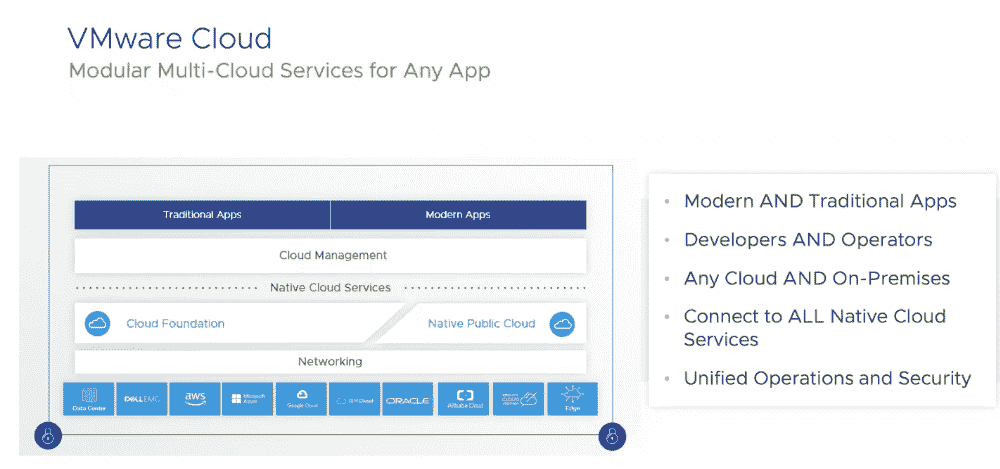 VMware Cloud
Modular Multi-Cloud Services for Any App
Traditional Apps
Modern Apps
Cloud Management
Native Cloud Services
Cloud Foundation
Native Public Cloud
Networking
Data Center
DELLEMC
aws
Microsoft
Azure
Google Cloud
IBM Cloud
ORACLE
Alibaba Cloud
Edge
• Modern AND Traditional Apps
• Developers AND Operators
• Any Cloud AND On-Premises
• Connect to ALL Native Cloud
Services
• Unified Operations and Security